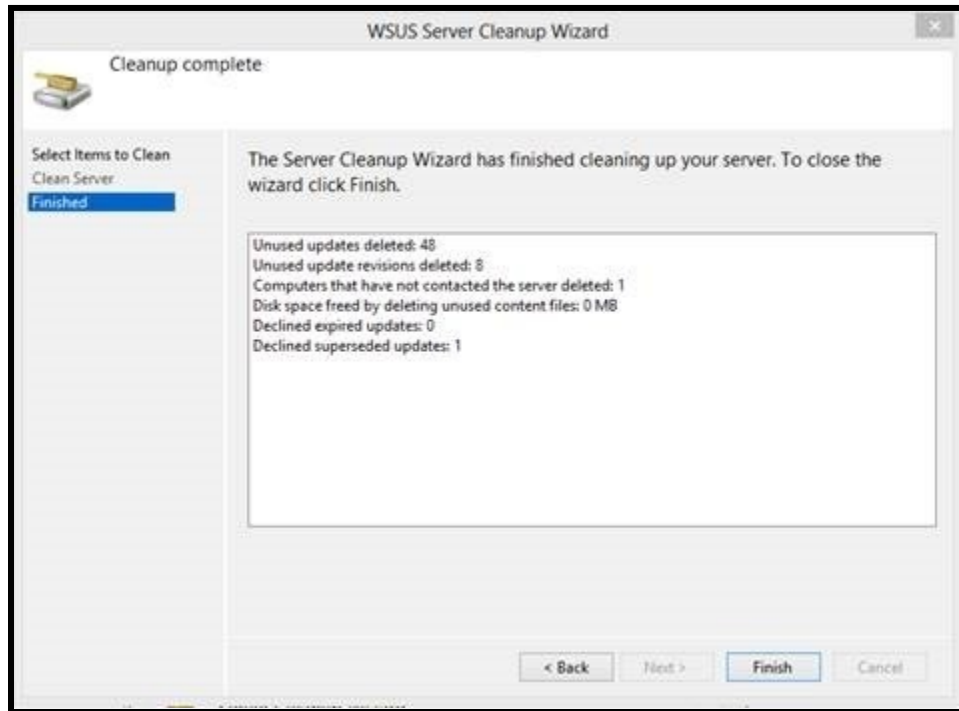 WSUS Server Cleanup Wizard
Cleanup complete
Select Items to Clean
Clean Server
Finished
The Server Cleanup Wizard has finished cleaning up your server. To close the
wizard click Finish.
Unused updates deleted: 48
Unused update revisions deleted: 8
Computers that have not contacted the server deleted: 1
Disk space freed by deleting unused content files: 0 MB
Declined expired updates: 0
Declined superseded updates: 1
< Back
Next >
Finish
Cancel